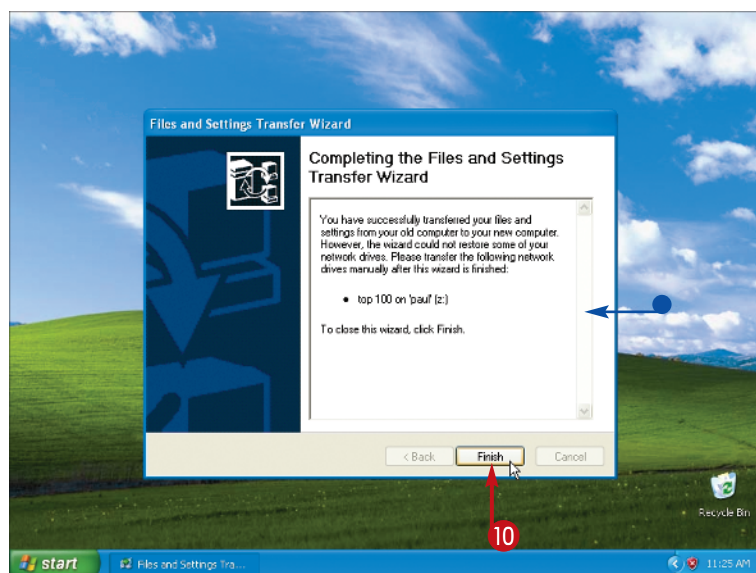 Files and Settings Transfer Wizard
Completing the Files and Settings
Transfer Wizard
You have successfully transferred your files and
settings from your old computer to your new computer.
However, the wizard could not restore some of your
network drives. Please transfer the following network
drives manually after this wizard is finished:
• top 100 on 'paul' (z:)
To close this wizard, click Finish.
< Back Finish Cancel
10
Recycle Bin
start Files and Settings Tra... 11:25 AM